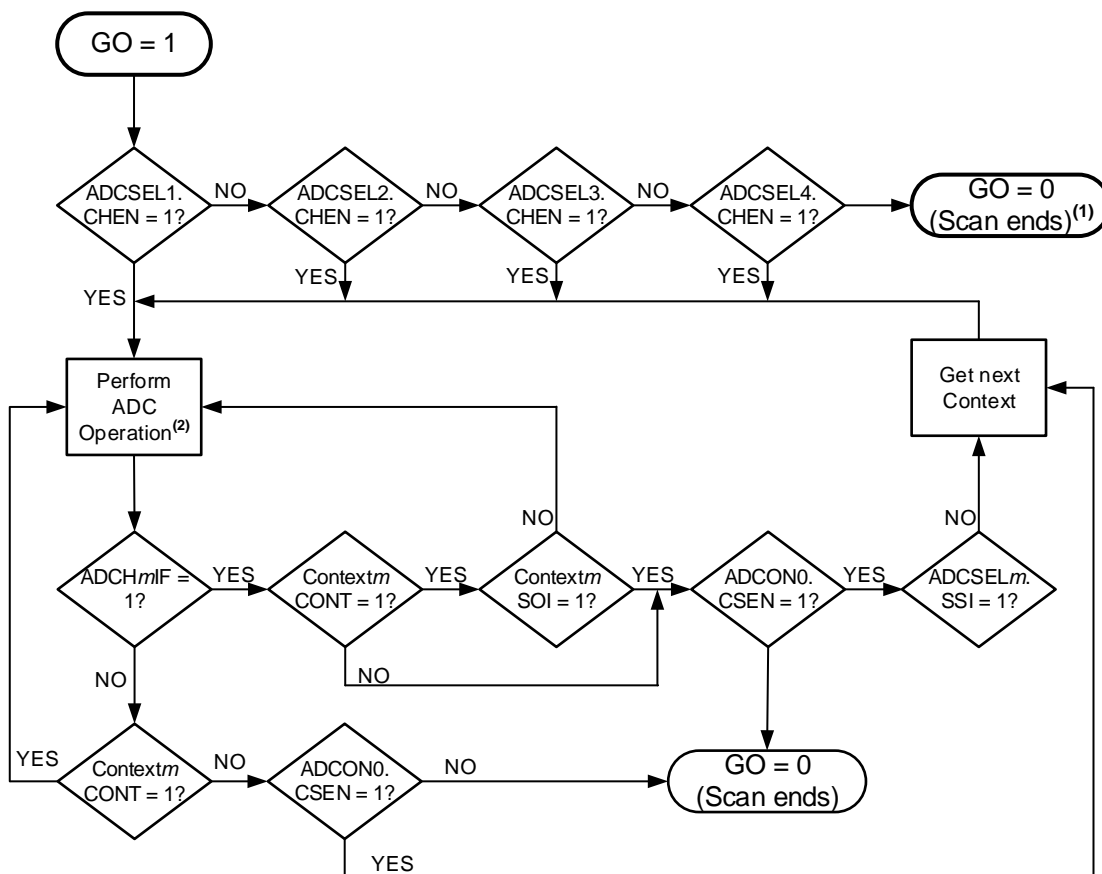 GO = 1
ADCSEL1.
CHEN = 1?
NO
ADCSEL2.
CHEN = 1?
NO
ADCSEL3.
CHEN = 1?
NO
ADCSEL4.
CHEN = 1?
GO = 0
(Scan ends)(1)
YES
YES
YES
YES
Perform
ADC
Operation(2)
Get next
Context
NO
NO
ADCHmIF =
1?
YES
Contextm
CONT = 1?
YES
Contextm
SOI = 1?
YES
ADCON0.
CSEN = 1?
YES
ADCSELm.
SSI = 1?
NO
NO
YES
Contextm
CONT = 1?
NO
ADCON0.
CSEN = 1?
NO
GO = 0
(Scan ends)
YES